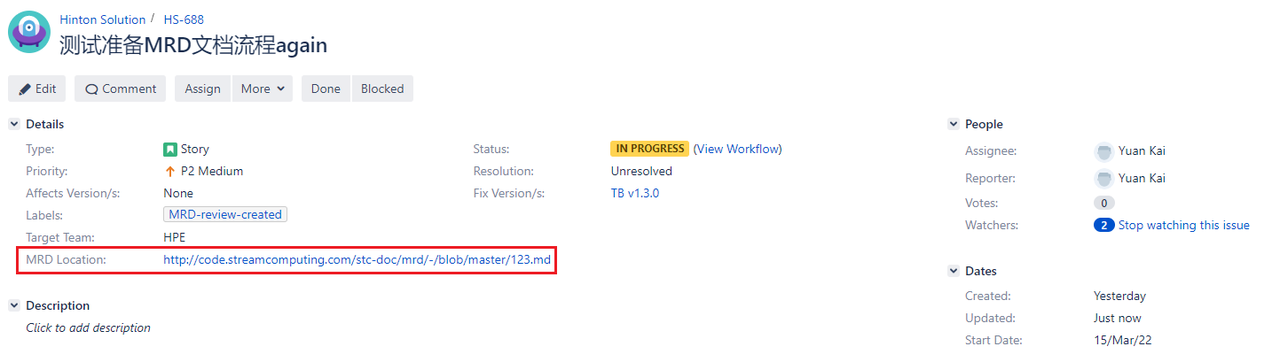 Hinton Solution / HS-688
测试准备MRD文档流程again
Edit Comment Assign More Done Blocked
Details
Type: Story
Priority: P2 Medium
Affects Version/s: None
Labels: MRD-review-created
Target Team: HPE
MRD Location: http://code.streamcomputing.com/stc-doc/mrd/-/blob/master/123.md
Status: IN PROGRESS (View Workflow)
Resolution: Unresolved
Fix Version/s: TB v1.3.0
Description
Click to add description
People
Assignee: Yuan Kai
Reporter: Yuan Kai
Votes: 0
Watchers: 2 Stop watching this issue
Dates
Created: Yesterday
Updated: Just now
Start Date: 15/Mar/22